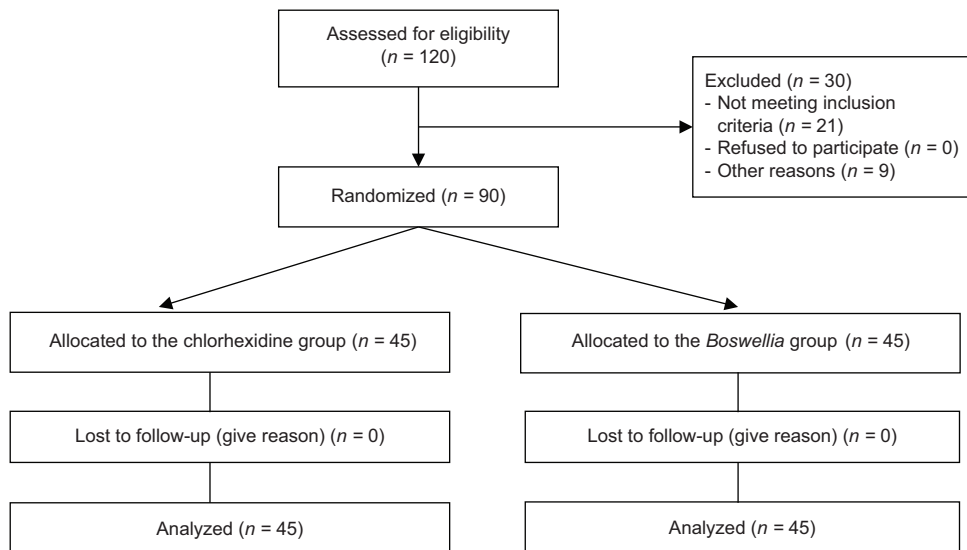 Assessed for eligibility
(n = 120)
Excluded (n = 30)
- Not meeting inclusion
criteria (n = 21)
- Refused to participate (n = 0)
- Other reasons (n = 9)
Randomized (n = 90)
Allocated to the chlorhexidine group (n = 45)
Allocated to the Boswellia group (n = 45)
Lost to follow-up (give reason) (n = 0)
Lost to follow-up (give reason) (n = 0)
Analyzed (n = 45)
Analyzed (n = 45)